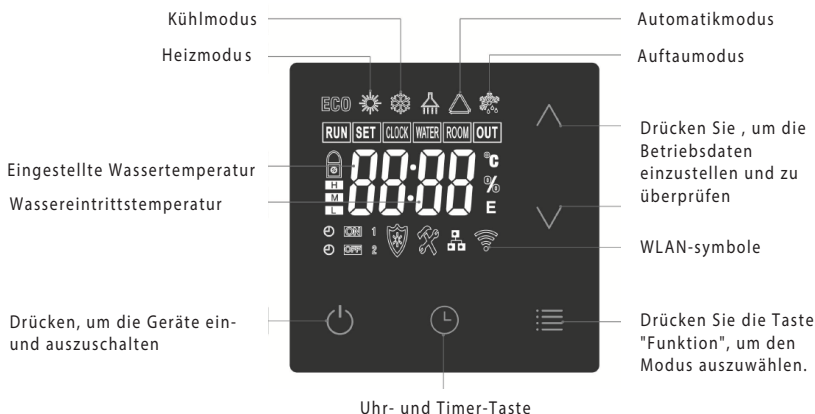 Kühlmodus
Automatikmodus
Heizmodus
Auftaumodus
ECO
RUN SET CLOCK WATER ROOM OUT
88:88 °C
%
H
M
L
E
ON 1
OFF 2
Drücken Sie , um die
Betriebsdaten
einzustellen und zu
überprüfen
Eingestellte Wassertemperatur
Wassereintrittstemperatur
WLAN-symbole
Drücken, um die Geräte ein-
und auszuschalten
Drücken Sie die Taste
"Funktion", um den
Modus auszuwählen.
Uhr- und Timer-Taste